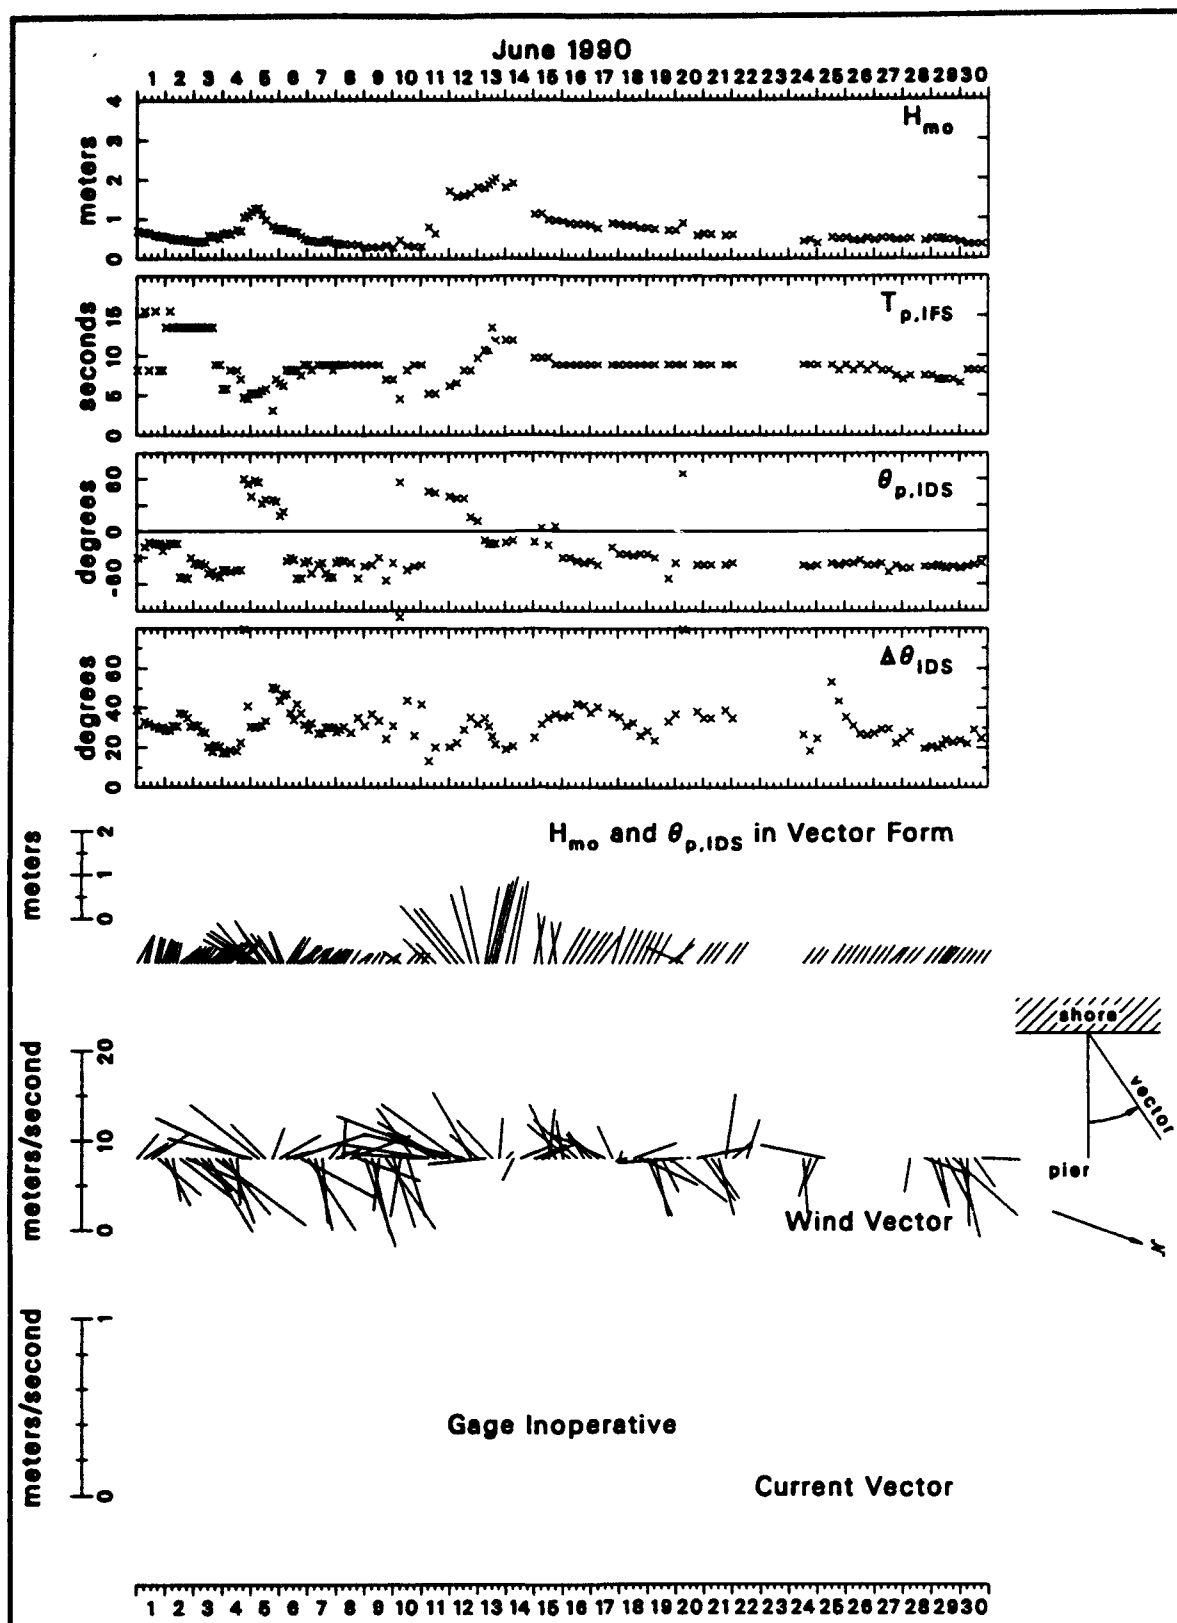 June 1990
1 2 3 4 5 6 7 8 9 10 11 12 13 14 15 16 17 18 19 20 21 22 23 24 25 26 27 28 29 30
meters
4
3
2
1
0
H_mo
seconds
15
10
5
0
T_p,IFS
degrees
60
0
-60
θ_p,IDS
degrees
60
40
20
0
Δθ_IDS
meters
2
1
0
H_mo and θ_p,IDS in Vector Form
shore
vector
pier
N
meters/second
20
10
0
Wind Vector
meters/second
1
0
Gage Inoperative
Current Vector
1 2 3 4 5 6 7 8 9 10 11 12 13 14 15 16 17 18 19 20 21 22 23 24 25 26 27 28 29 30